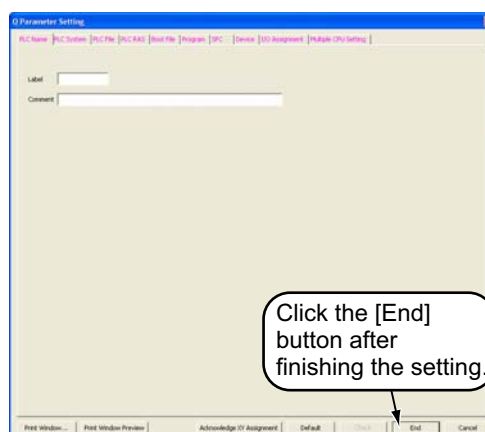 Q Parameter Setting
PLC Name PLC System PLC File PLC RAS Boot File Program SFC Device I/O Assignment Multiple CPU Setting
Label
Comment
Click the [End]
button after
finishing the setting.
Print Window... Print Window Preview Acknowledge XY Assignment Default Check End Cancel